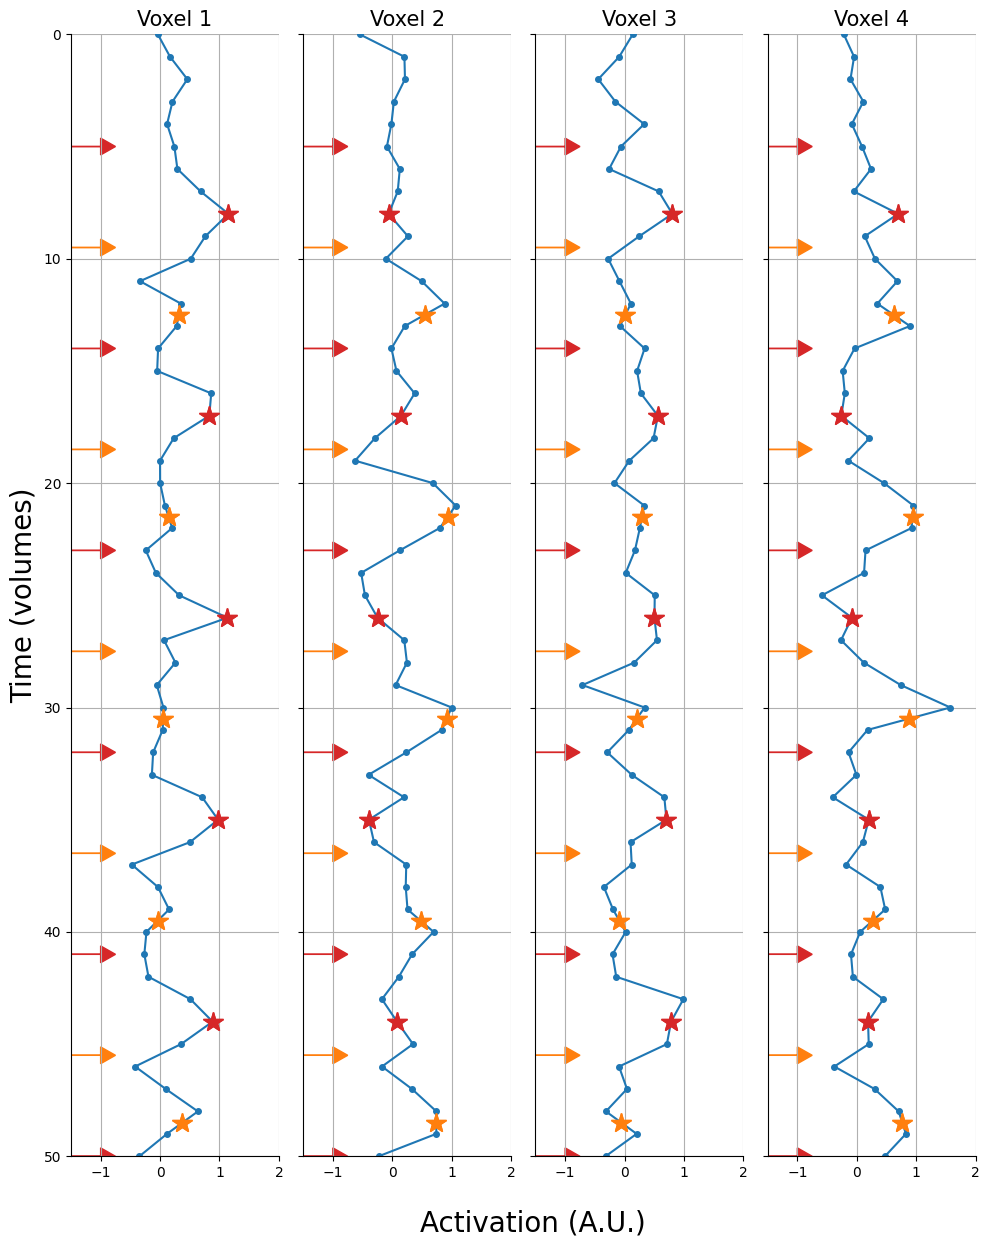 Voxel 1 Voxel 2 Voxel 3 Voxel 4
0
10
20
30
40
50
Time (volumes)
−1 0 1 2 −1 0 1 2 −1 0 1 2 −1 0 1 2
Activation (A.U.)